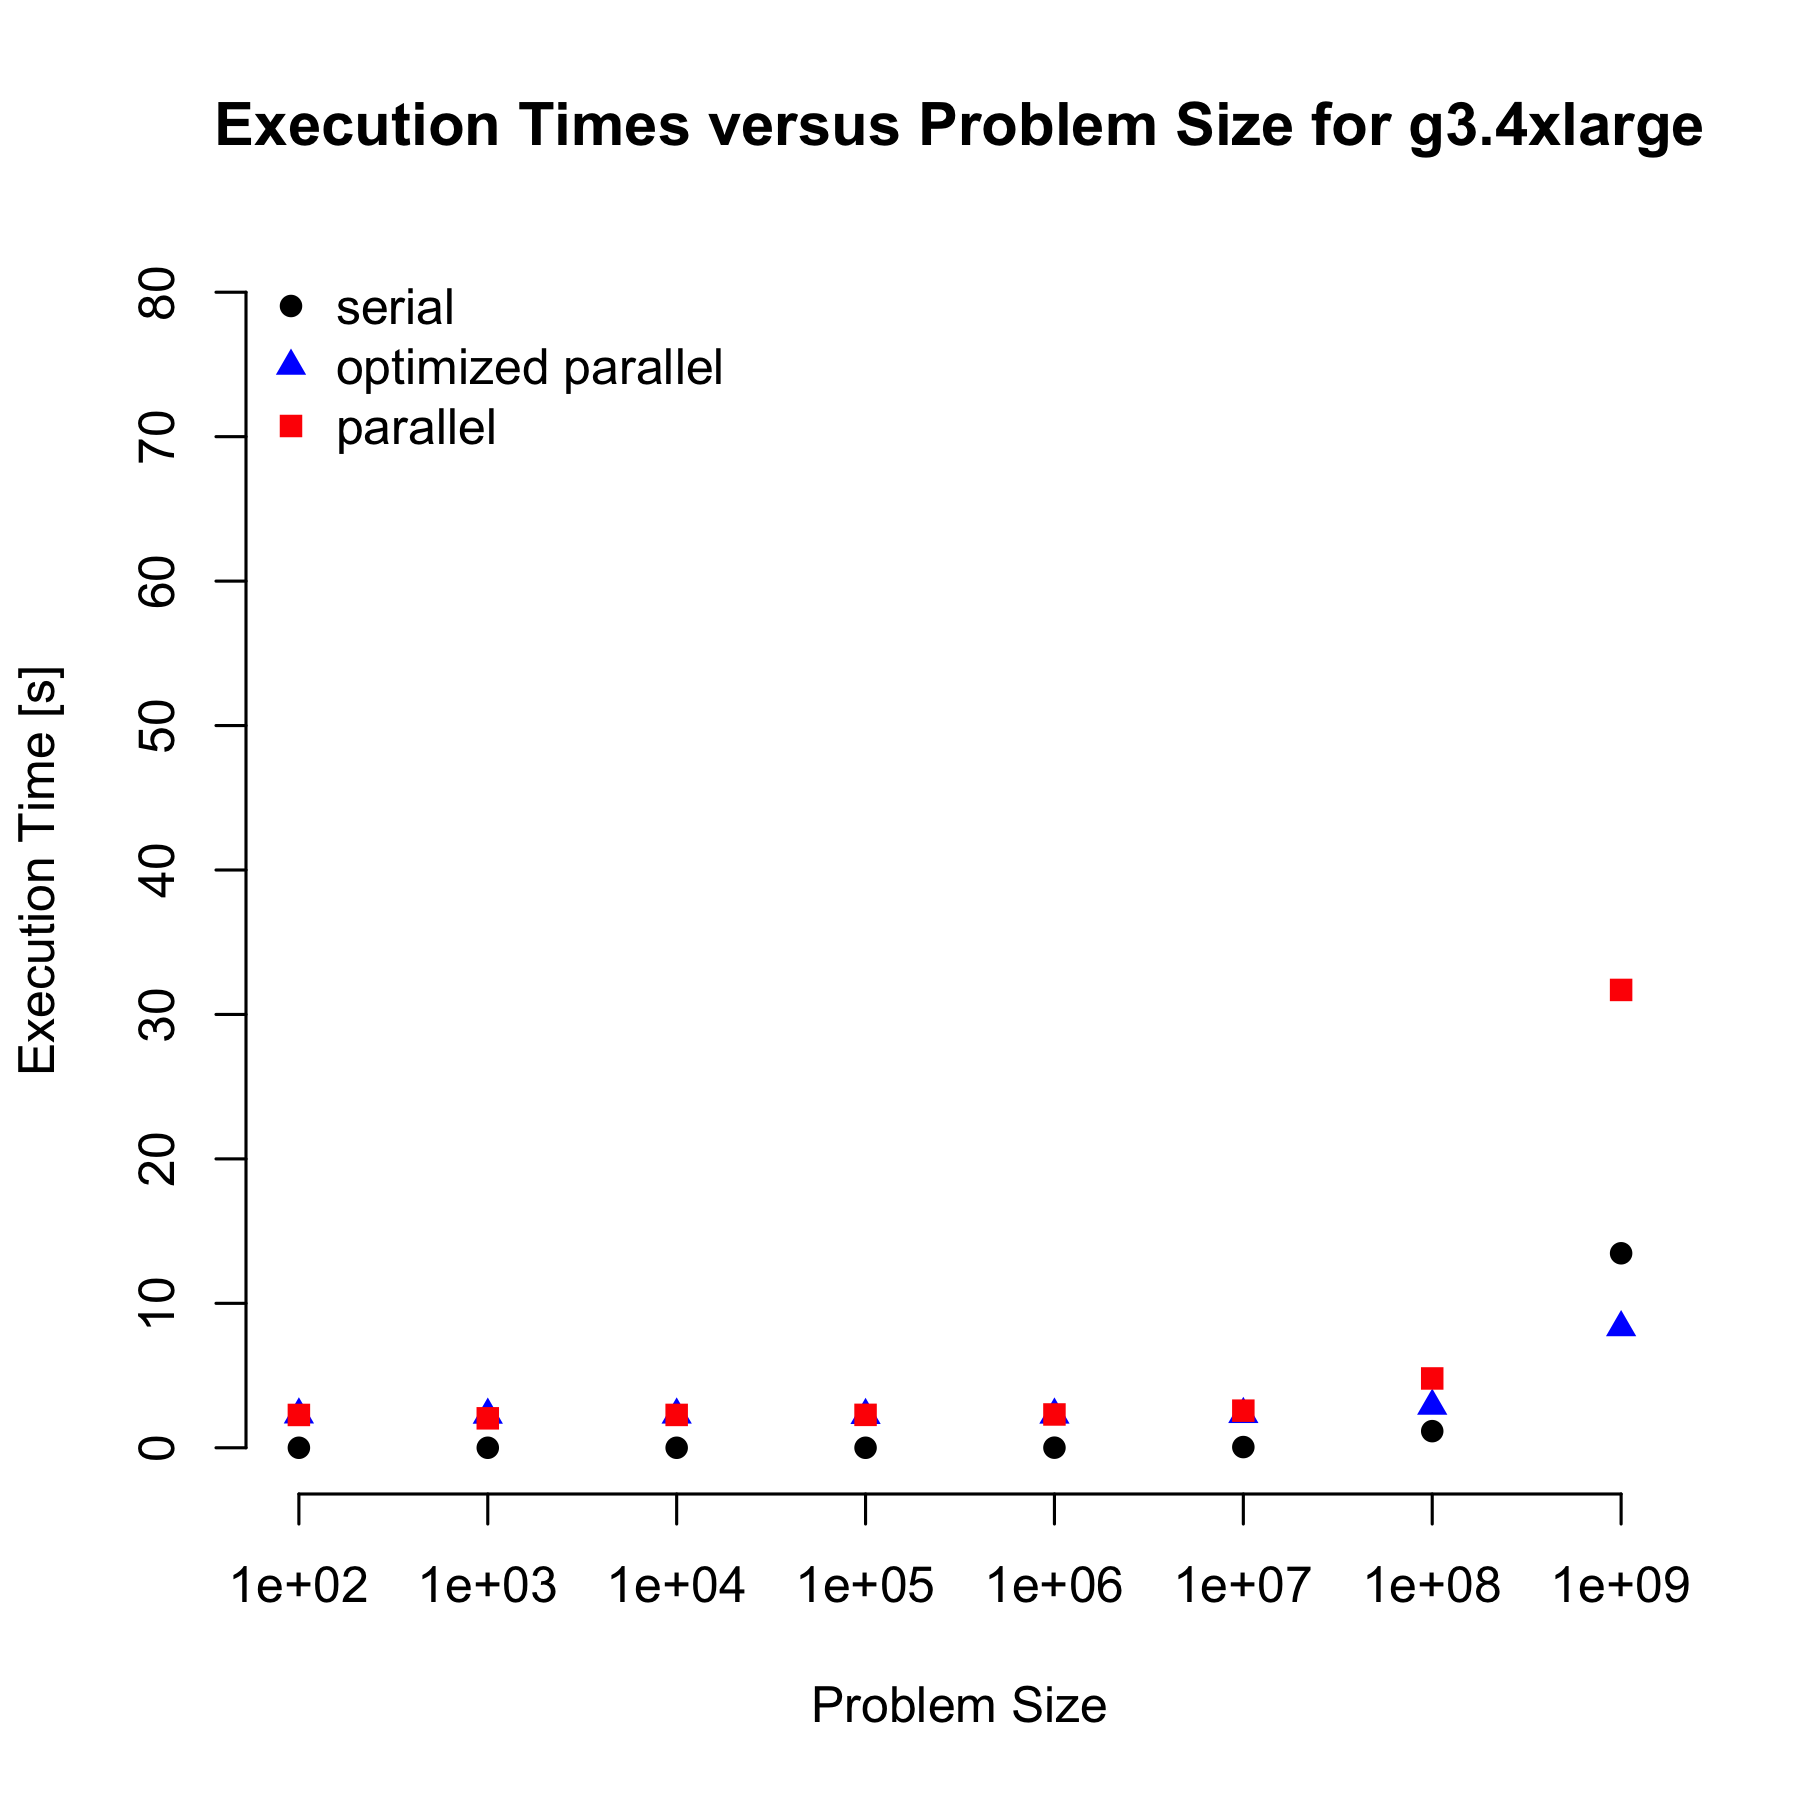 Execution Times versus Problem Size for g3.4xlarge
serial
optimized parallel
parallel
80
70
60
50
40
30
20
10
0
Execution Time [s]
1e+02 1e+03 1e+04 1e+05 1e+06 1e+07 1e+08 1e+09
Problem Size